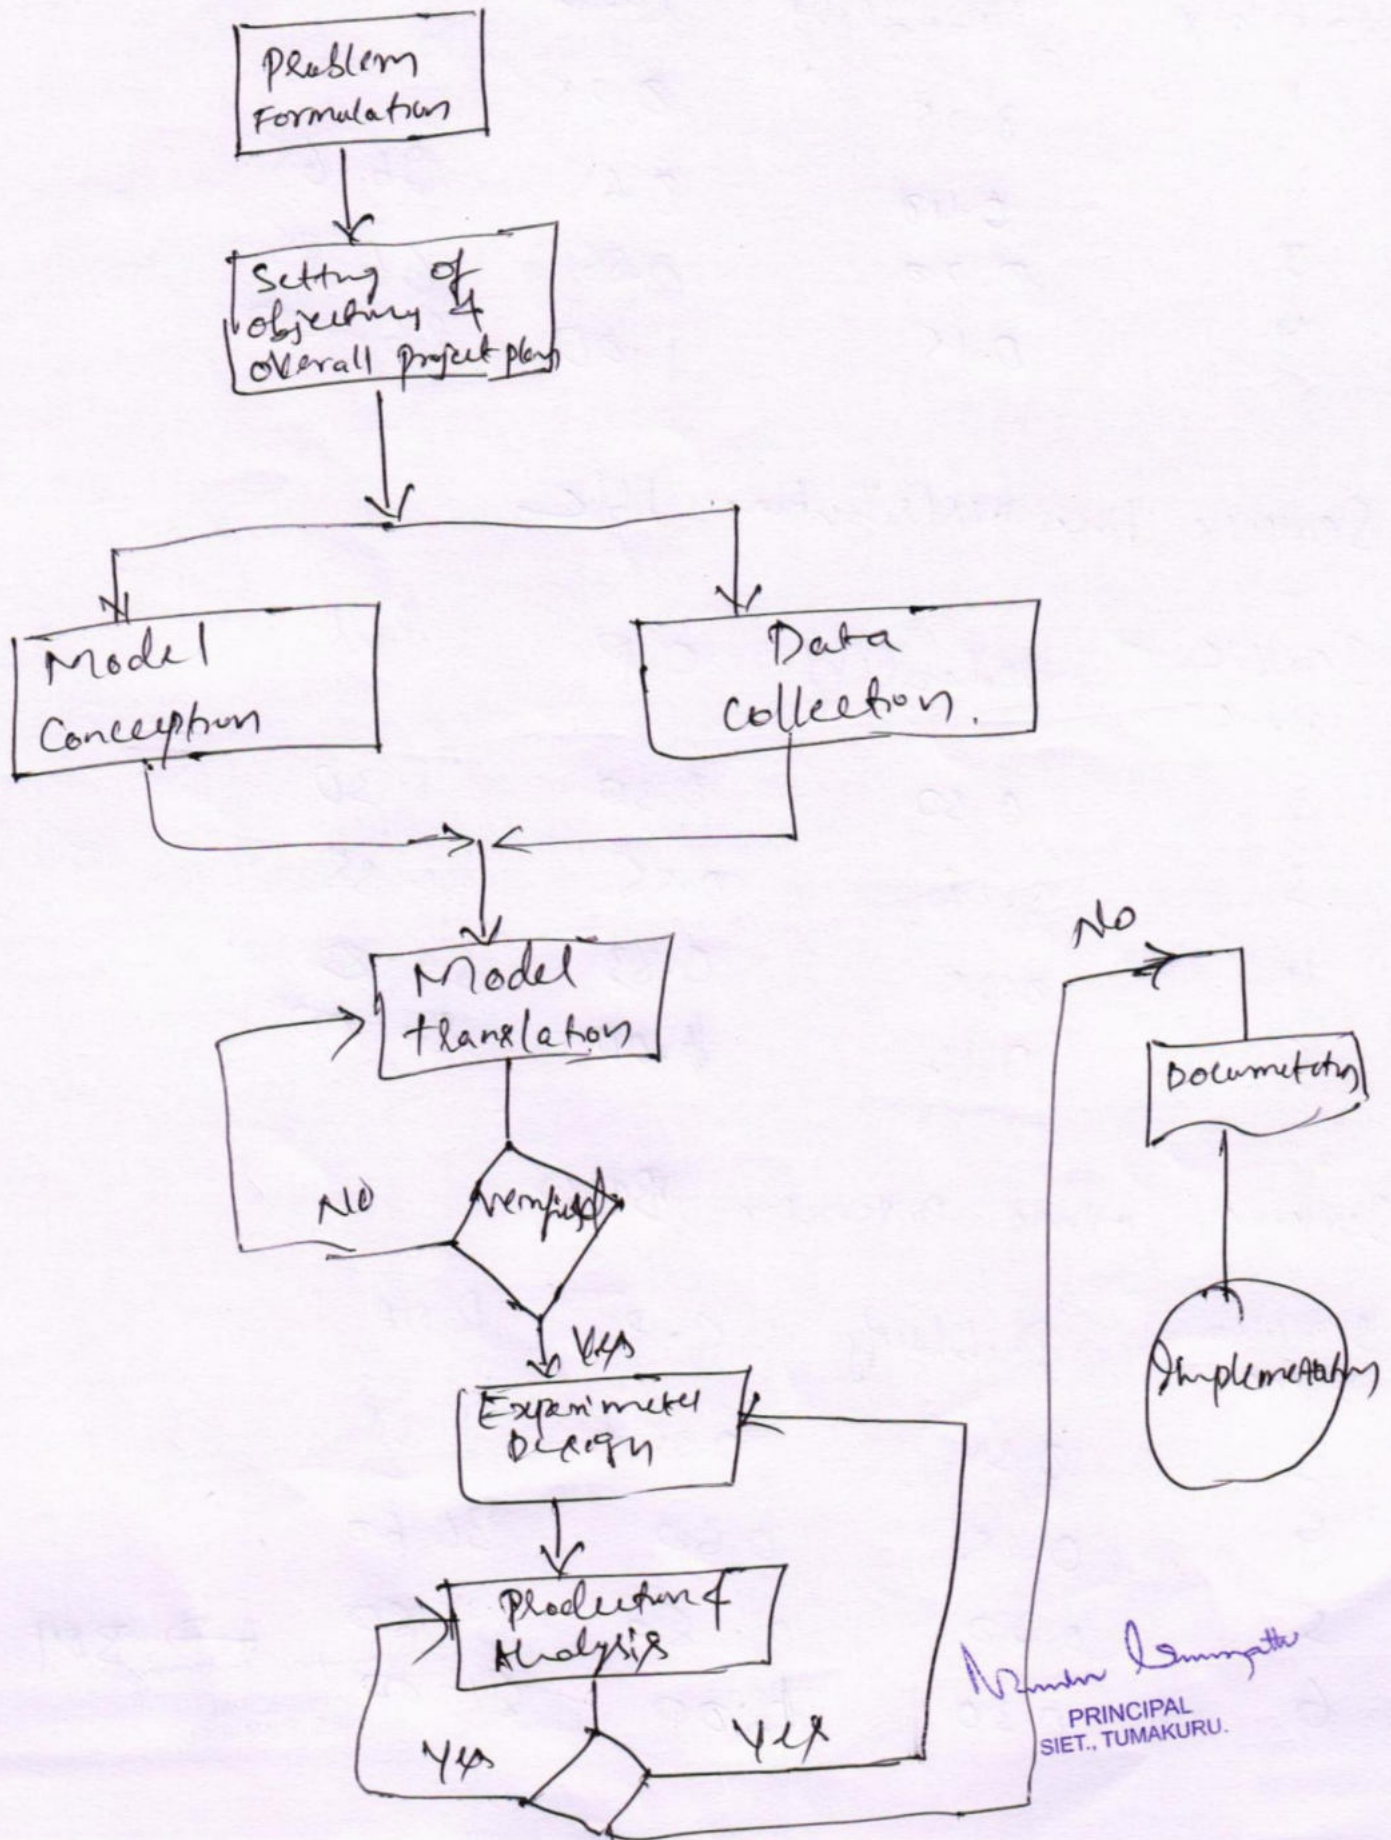 Problem
Formulation
Setting of
objectives &
overall project plan
Model
Conception
Data
Collection.
Model
translation
No
Verified
Yes
Experimental
Design
Production &
Analysis
Yes
Yes
No
Documentation
Implementation
PRINCIPAL
SIET., TUMAKURU.